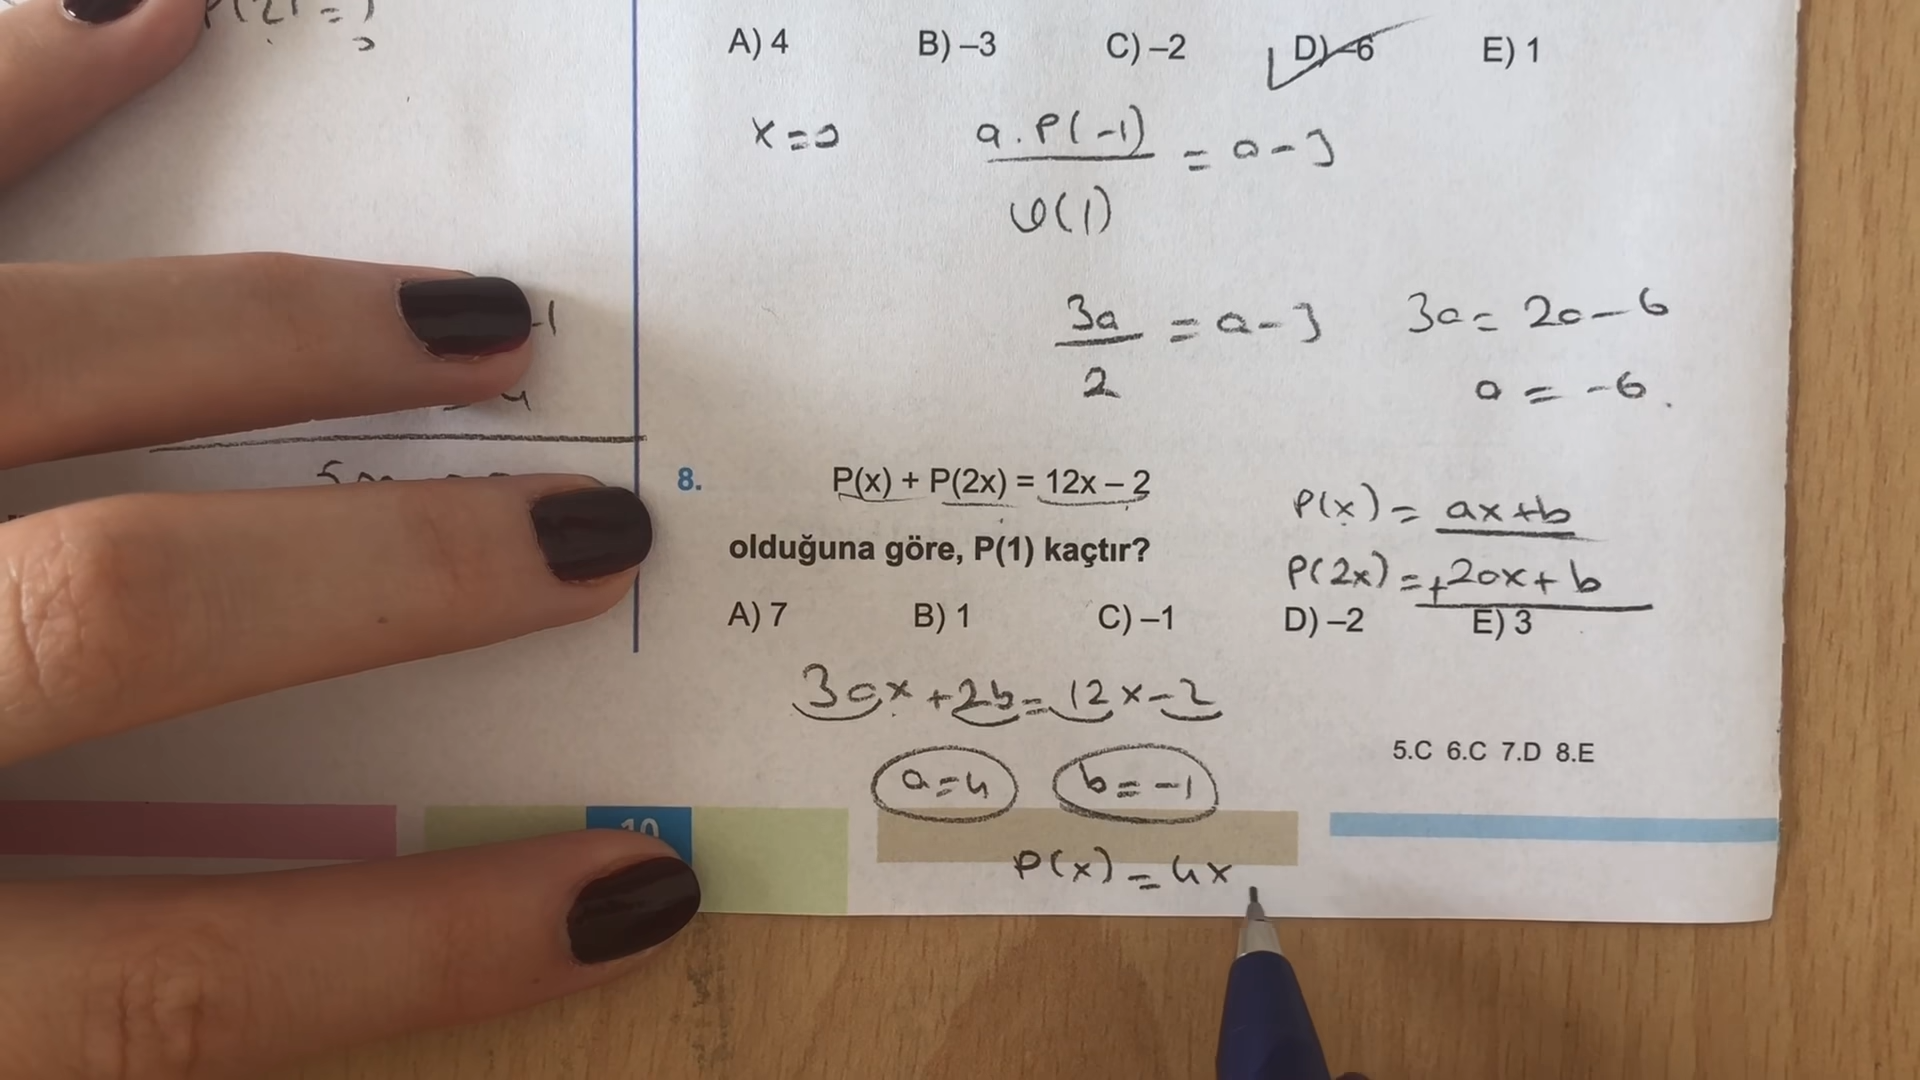 A) 4 B) –3 C) –2 D) –6 E) 1
x=0 a.P(-1) = a-3
Q(1)
3a = a-3 3a = 2a-6
2 a = -6.
8. P(x) + P(2x) = 12x – 2
P(x) = ax+b
olduğuna göre, P(1) kaçtır?
P(2x) = +2ax+b
A) 7 B) 1 C) –1 D) –2 E) 3
3ax+2b=12x-2
5.C 6.C 7.D 8.E
a=4 b=-1
10
P(x) = 4x